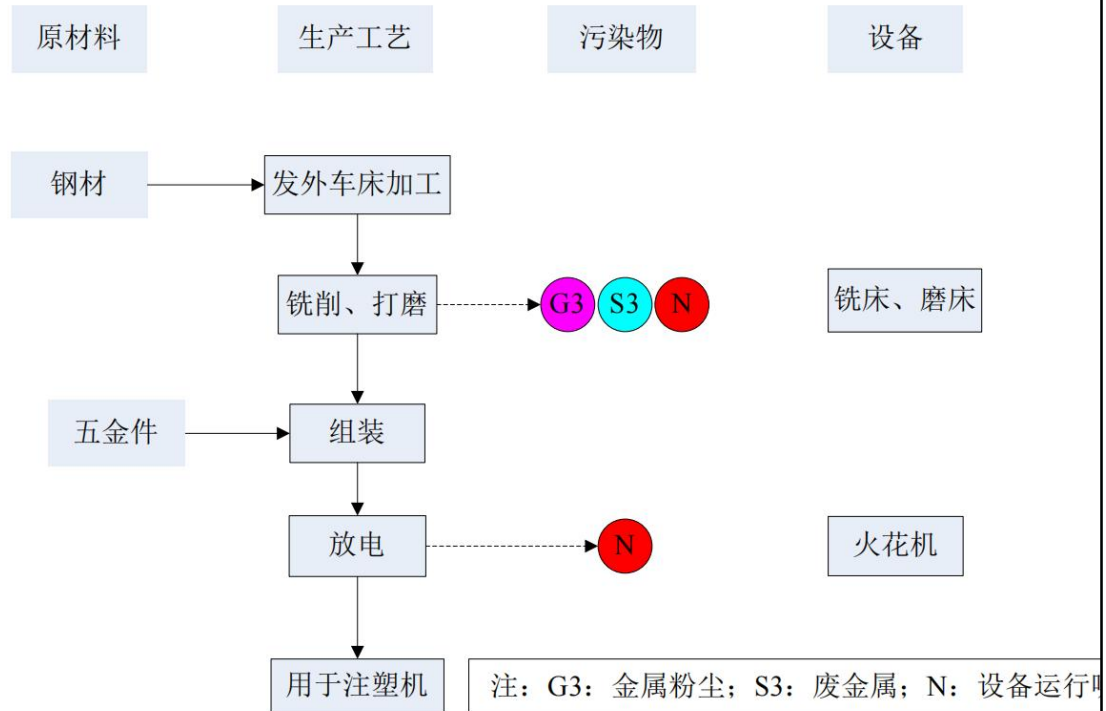 原材料 生产工艺 污染物 设备
钢材 发外车床加工
铣削、打磨 G3 S3 N 铣床、磨床
五金件 组装
放电 N 火花机
用于注塑机 注：G3：金属粉尘；S3：废金属；N：设备运行